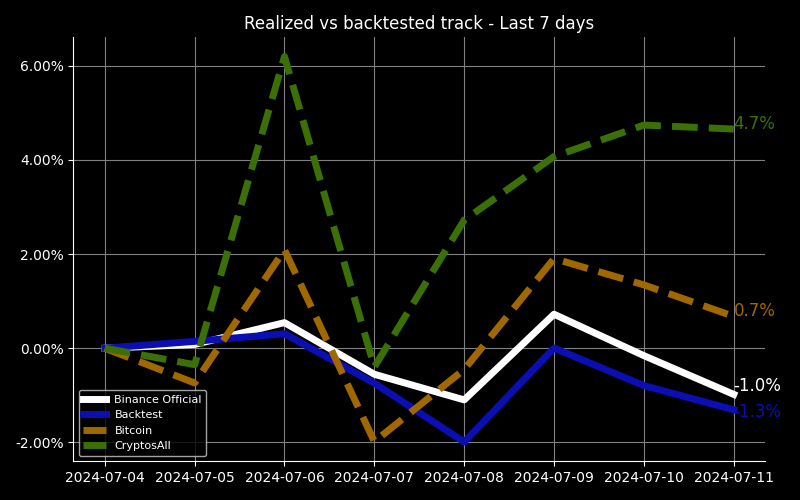 Realized vs backtested track - Last 7 days
6.00%
4.00%
2.00%
0.00%
-2.00%
4.7%
0.7%
-1.0%
-1.3%
Binance Official
Backtest
Bitcoin
CryptosAll
2024-07-04 2024-07-05 2024-07-06 2024-07-07 2024-07-08 2024-07-09 2024-07-10 2024-07-11